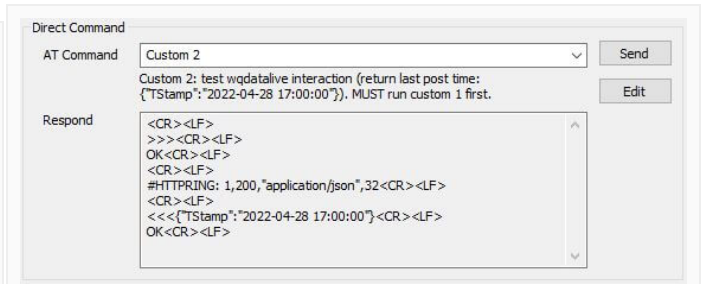 Direct Command
AT Command
Custom 2
Send
Custom 2: test wqdatalive interaction (return last post time:
{"TStamp":"2022-04-28 17:00:00"}). MUST run custom 1 first.
Edit
Respond
<CR><LF>
>>><CR><LF>
OK<CR><LF>
<CR><LF>
#HTTPRING: 1,200,"application/json",32<CR><LF>
<CR><LF>
<<<{"TStamp":"2022-04-28 17:00:00"}<CR><LF>
OK<CR><LF>